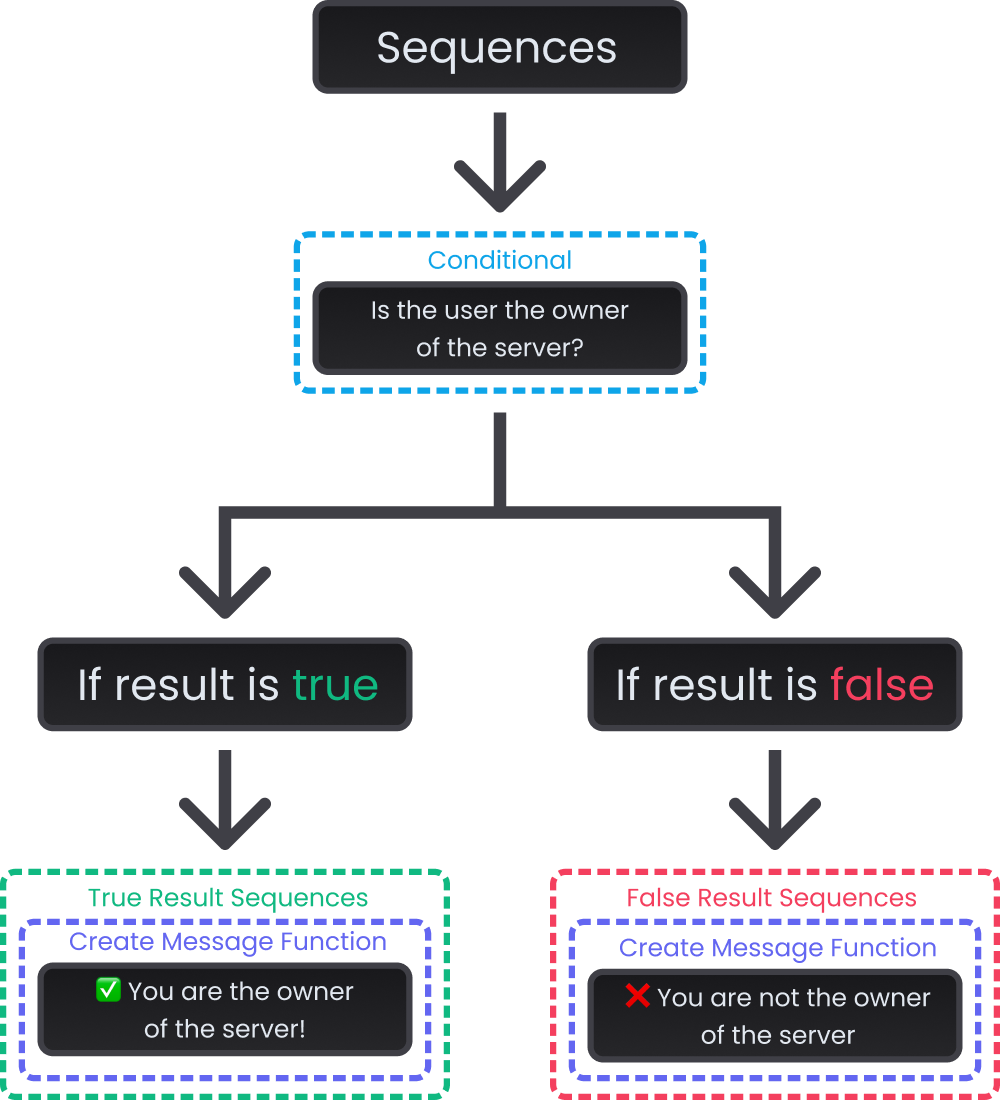 Sequences
Conditional
Is the user the owner
of the server?
If result is true
If result is false
True Result Sequences
Create Message Function
✅ You are the owner
of the server!
False Result Sequences
Create Message Function
❌ You are not the owner
of the server